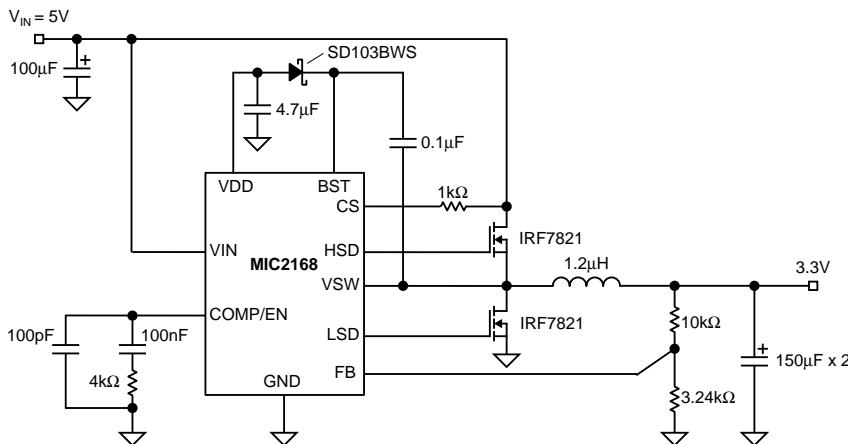 VIN = 5V
SD103BWS
100µF
4.7µF
0.1µF
VDD
BST
CS
1kΩ
IRF7821
VIN
HSD
MIC2168
1.2µH
3.3V
VSW
COMP/EN
100pF
100nF
LSD
IRF7821
10kΩ
4kΩ
FB
150µF x 2
GND
3.24kΩ